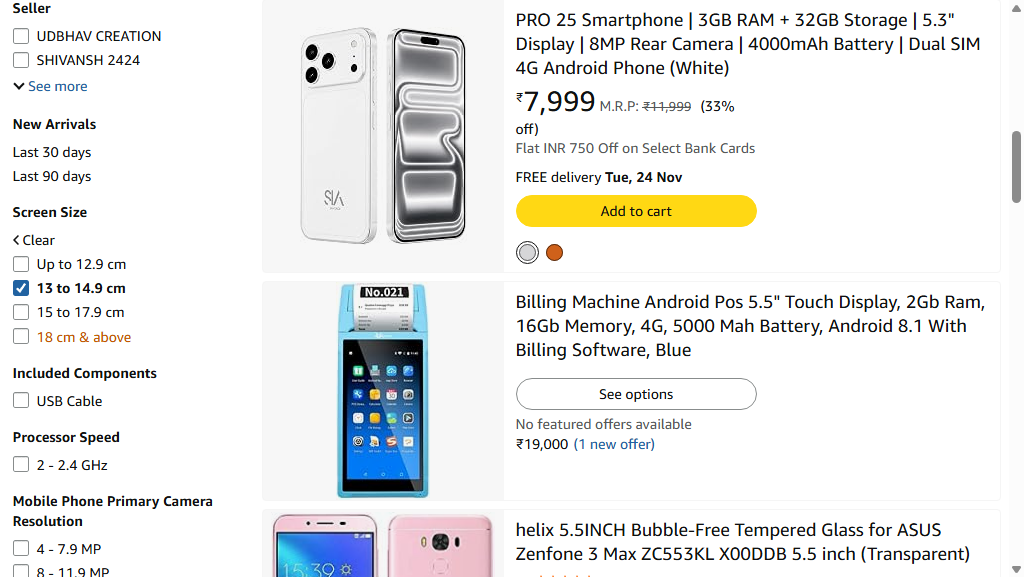 Seller
UDBHAV CREATION
SHIVANSH 2424
See more
New Arrivals
Last 30 days
Last 90 days
Screen Size
Clear
Up to 12.9 cm
13 to 14.9 cm
15 to 17.9 cm
18 cm & above
Included Components
USB Cable
Processor Speed
2 - 2.4 GHz
Mobile Phone Primary Camera
Resolution
4 - 7.9 MP
8 - 11.9 MP
PRO 25 Smartphone | 3GB RAM + 32GB Storage | 5.3"
Display | 8MP Rear Camera | 4000mAh Battery | Dual SIM
4G Android Phone (White)
₹7,999 M.R.P: ₹11,999 (33%
off)
Flat INR 750 Off on Select Bank Cards
FREE delivery Tue, 24 Nov
Add to cart
No.021
Billing Machine Android Pos 5.5" Touch Display, 2Gb Ram,
16Gb Memory, 4G, 5000 Mah Battery, Android 8.1 With
Billing Software, Blue
See options
No featured offers available
₹19,000 (1 new offer)
15:39
helix 5.5INCH Bubble-Free Tempered Glass for ASUS
Zenfone 3 Max ZC553KL X00DDB 5.5 inch (Transparent)